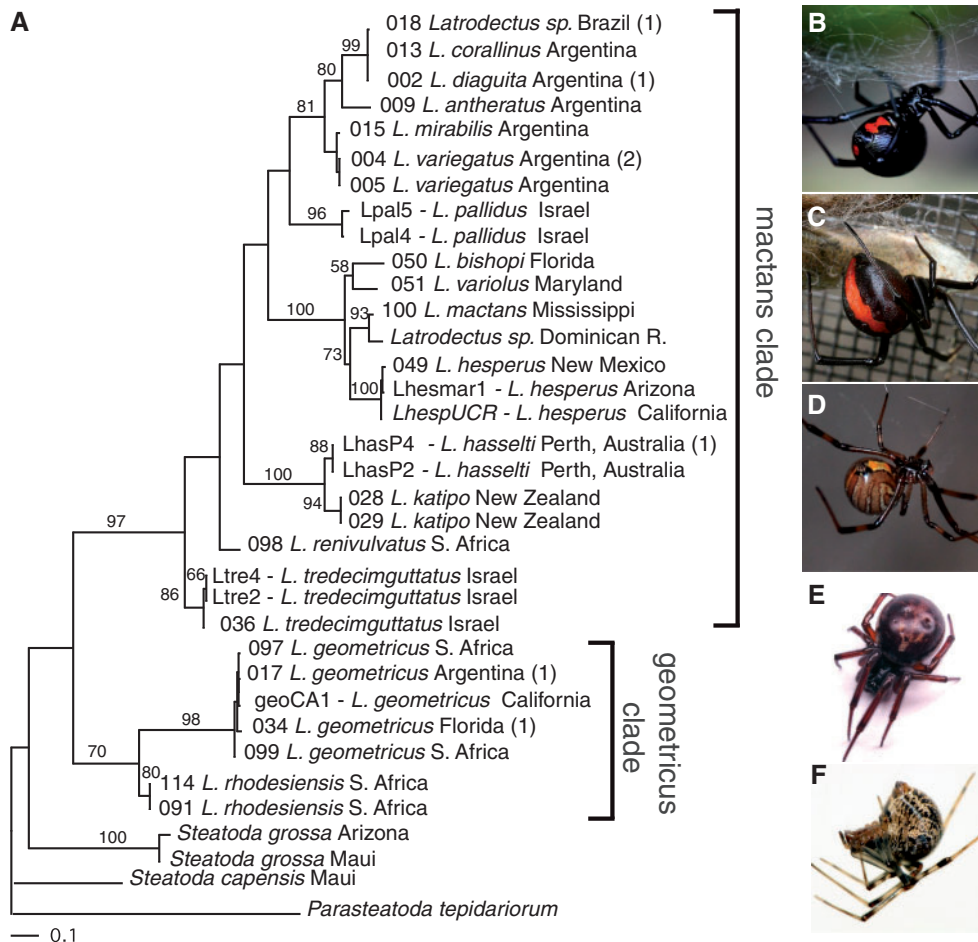 A
018 Latrodectus sp. Brazil (1)
013 L. corallinus Argentina
002 L. diaguita Argentina (1)
009 L. antheratus Argentina
015 L. mirabilis Argentina
004 L. variegatus Argentina (2)
005 L. variegatus Argentina
Lpal5 - L. pallidus Israel
Lpal4 - L. pallidus Israel
050 L. bishopi Florida
051 L. variolus Maryland
100 L. mactans Mississippi
Latrodectus sp. Dominican R.
049 L. hesperus New Mexico
Lhesmar1 - L. hesperus Arizona
LhespUCR - L. hesperus California
LhasP4 - L. hasselti Perth, Australia (1)
LhasP2 - L. hasselti Perth, Australia
028 L. katipo New Zealand
029 L. katipo New Zealand
098 L. renivulvatus S. Africa
Ltre4 - L. tredecimguttatus Israel
Ltre2 - L. tredecimguttatus Israel
036 L. tredecimguttatus Israel
097 L. geometricus S. Africa
017 L. geometricus Argentina (1)
geoCA1 - L. geometricus California
034 L. geometricus Florida (1)
099 L. geometricus S. Africa
114 L. rhodesiensis S. Africa
091 L. rhodesiensis S. Africa
Steatoda grossa Arizona
Steatoda grossa Maui
Steatoda capensis Maui
Parasteatoda tepidariorum
99
80
81
96
58
100
93
73
100
88
100
94
97
66
86
98
70
80
100
0.1
mactans clade
geometricus
clade
B
C
D
E
F